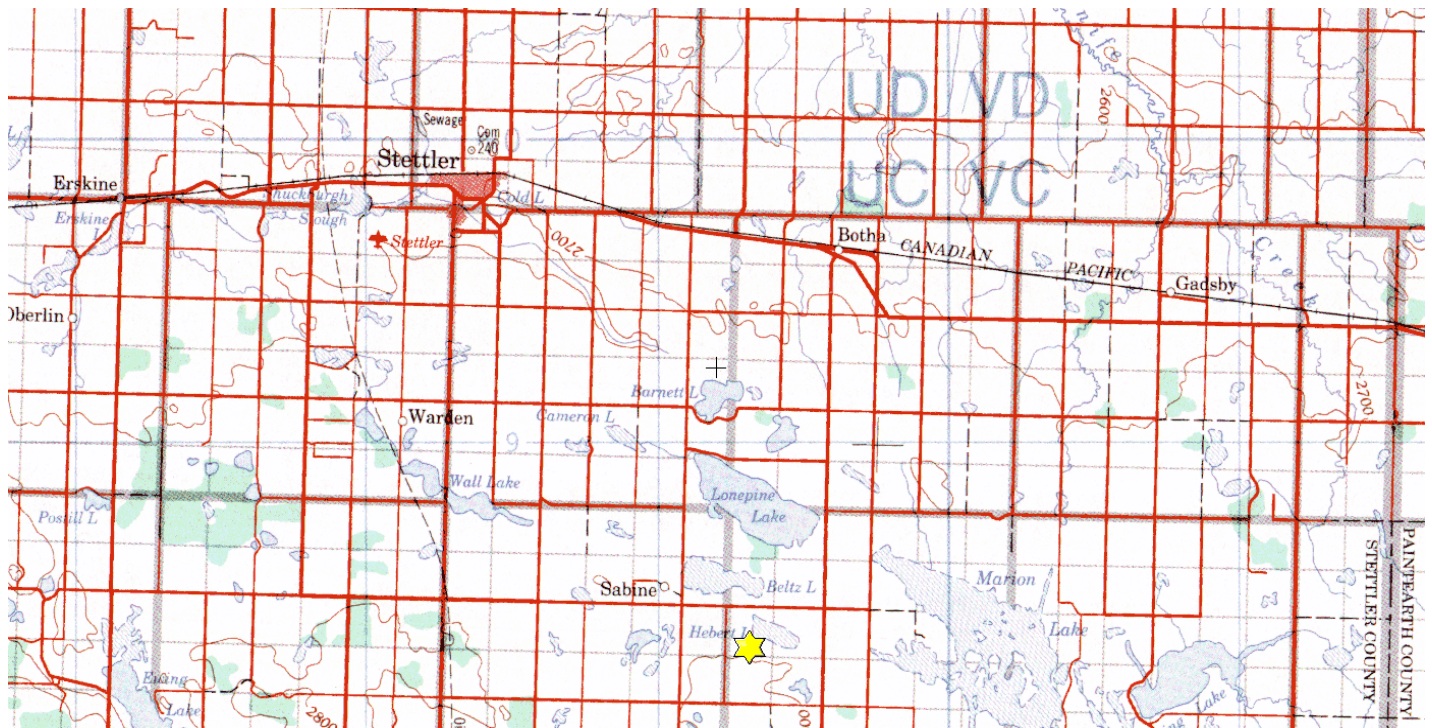 UD VD
2600
Sewage
Com
240
Stettler
UC VC
Erskine
Cold L
Slough
Erskine
L
Stettler
2700
Botha
CANADIAN
PACIFIC
Creek
Gadsby
Oberlin
Barnett L
2700
Cameron L
Warden
9
Wall Lake
Lonepine
Lake
Postill L
PAINTEARTH COUNTY
STETTLER COUNTY
Marion
Lake
Sabine
Beltz L
Hebert L
Ewing
Lake
2800
Lake